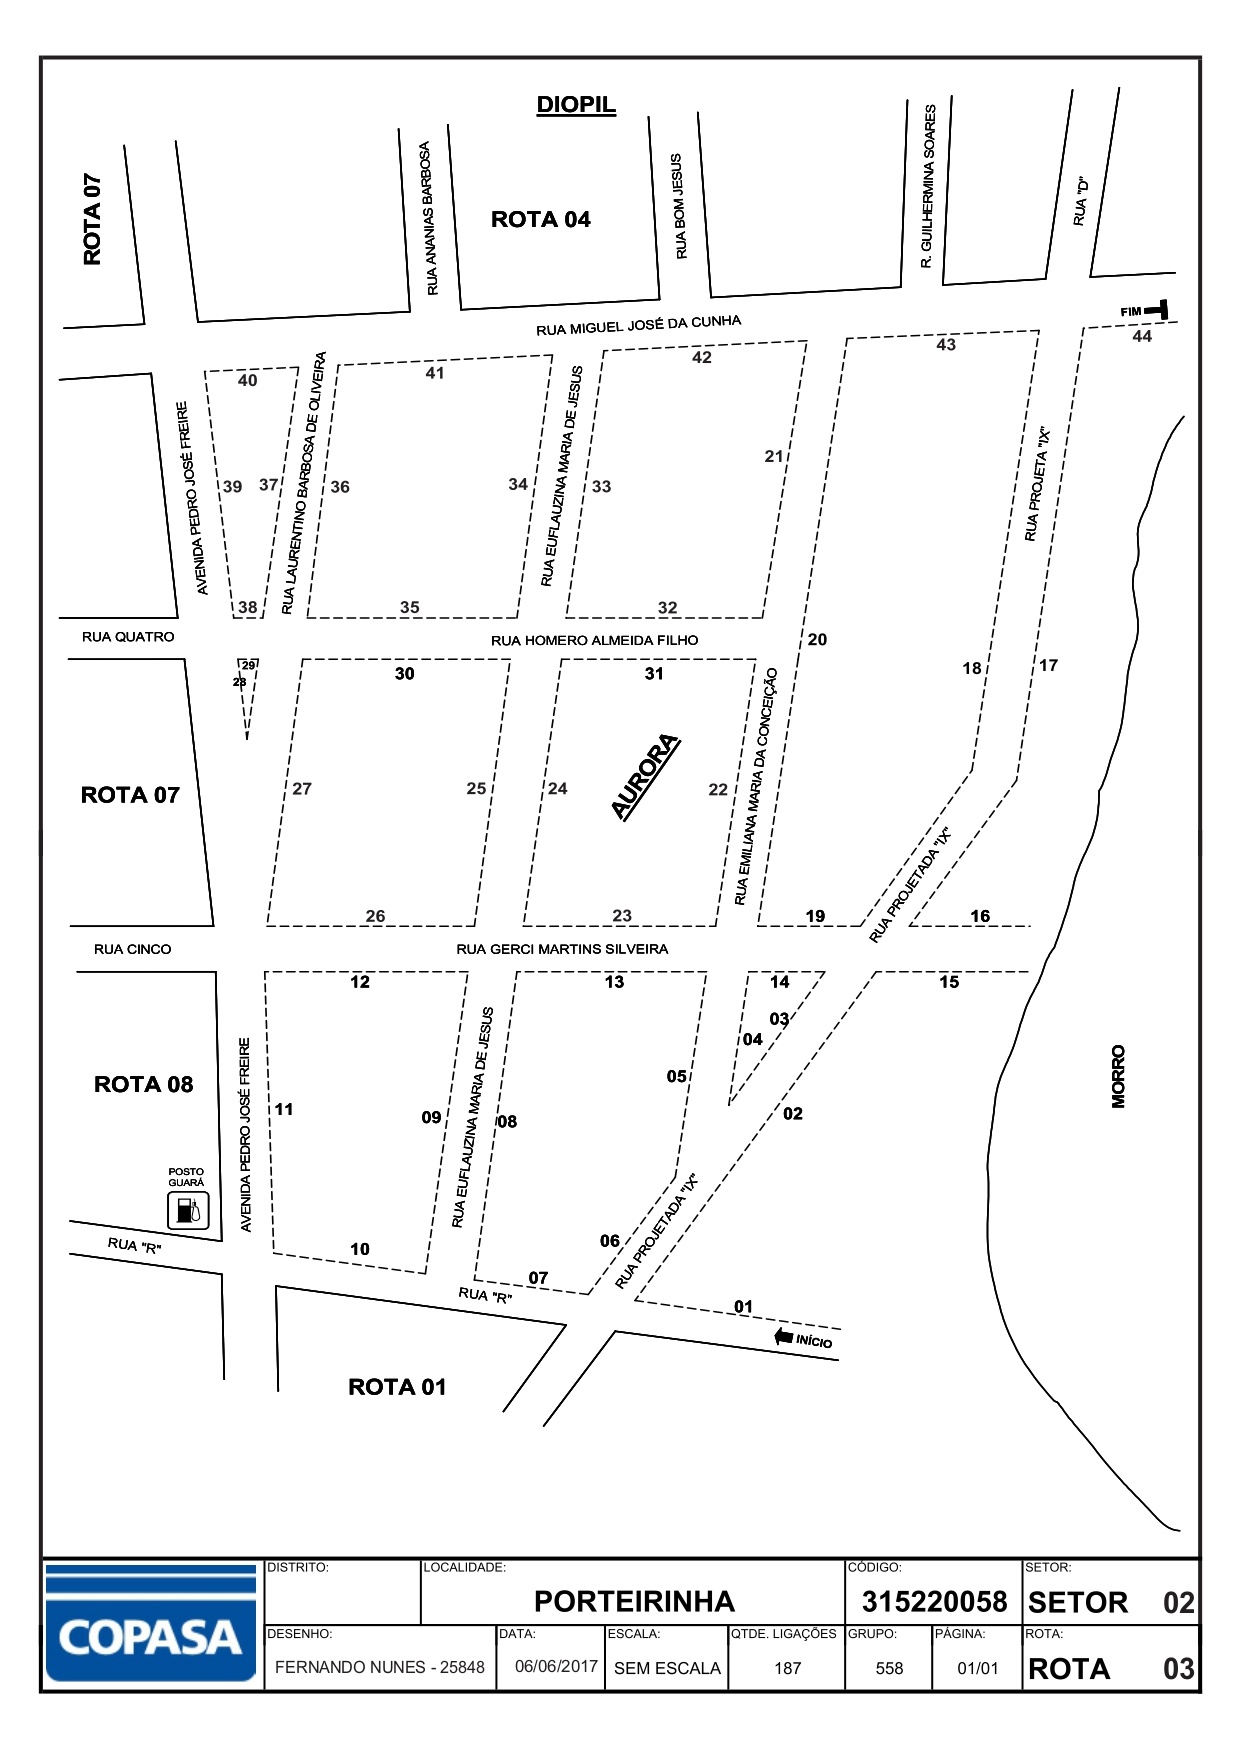 DIOPIL
ROTA 07
RUA ANANIAS BARBOSA
ROTA 04
RUA BOM JESUS
R. GUILHERMINA SOARES
RUA "D"
FIM
RUA MIGUEL JOSÉ DA CUNHA
44
43
42
41
40
AVENIDA PEDRO JOSÉ FREIRE
39
37
RUA LAURENTINO BARBOSA DE OLIVEIRA
36
34
RUA EUFLAUZINA MARIA DE JESUS
33
21
RUA PROJETA "IX"
38
35
32
RUA QUATRO
RUA HOMERO ALMEIDA FILHO
20
29
28
30
31
18
17
RUA EMILIANA MARIA DA CONCEIÇÃO
AURORA
ROTA 07
27
25
24
22
RUA PROJETADA "IX"
26
23
19
16
RUA CINCO
RUA GERCI MARTINS SILVEIRA
12
13
14
15
03
04
05
02
ROTA 08
AVENIDA PEDRO JOSÉ FREIRE
11
09
RUA EUFLAUZINA MARIA DE JESUS
08
MORRO
POSTO
GUARÁ
RUA "R"
10
06
RUA PROJETADA "IX"
07
RUA "R"
01
INÍCIO
ROTA 01
COPASA
DISTRITO:
LOCALIDADE:
CÓDIGO:
SETOR:
PORTEIRINHA
315220058
SETOR 02
DESENHO:
DATA:
ESCALA:
QTDE. LIGAÇÕES
GRUPO:
PÁGINA:
ROTA:
FERNANDO NUNES - 25848
06/06/2017
SEM ESCALA
187
558
01/01
ROTA 03